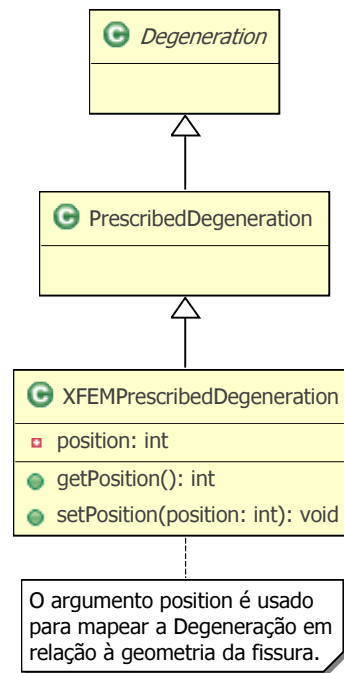 C Degeneration
C PrescribedDegeneration
C XFEMPrescribedDegeneration
position: int
getPosition(): int
setPosition(position: int): void
O argumento position é usado
para mapear a Degeneração em
relação à geometria da fissura.